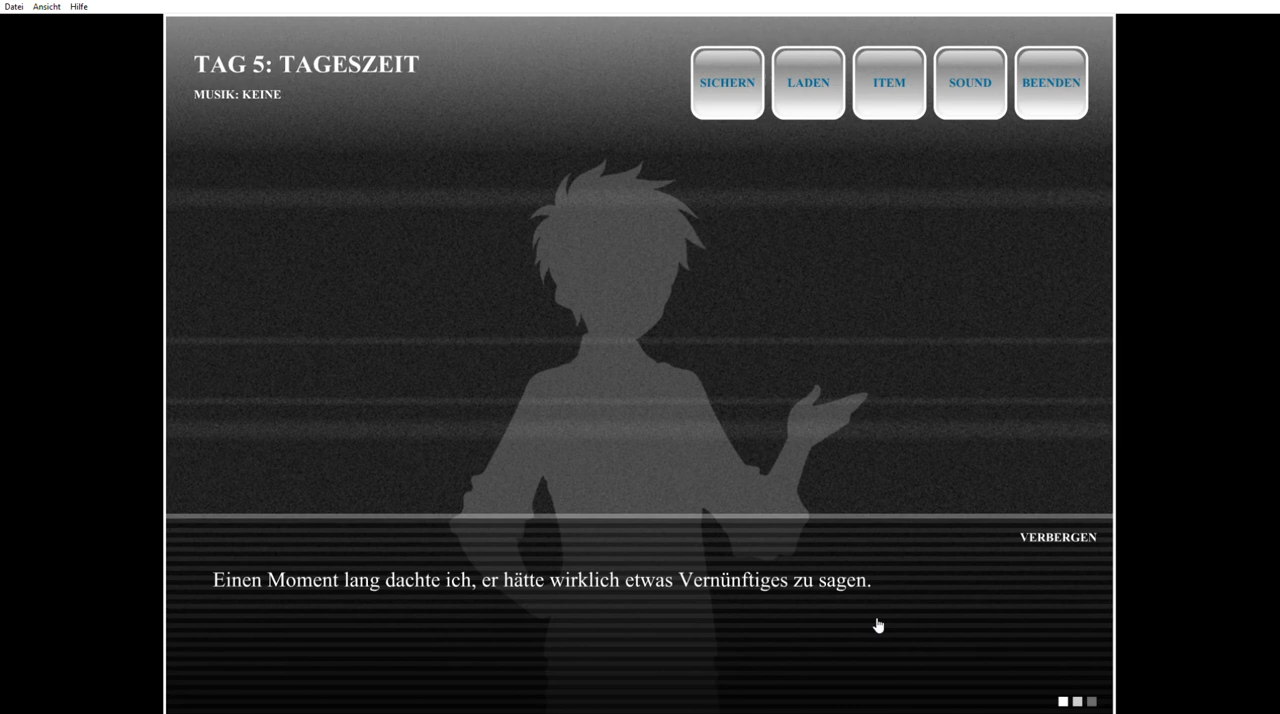 Datei Ansicht Hilfe
TAG 5: TAGESZEIT
MUSIK: KEINE
SICHERN LADEN ITEM SOUND BEENDEN
VERBERGEN
Einen Moment lang dachte ich, er hätte wirklich etwas Vernünftiges zu sagen.